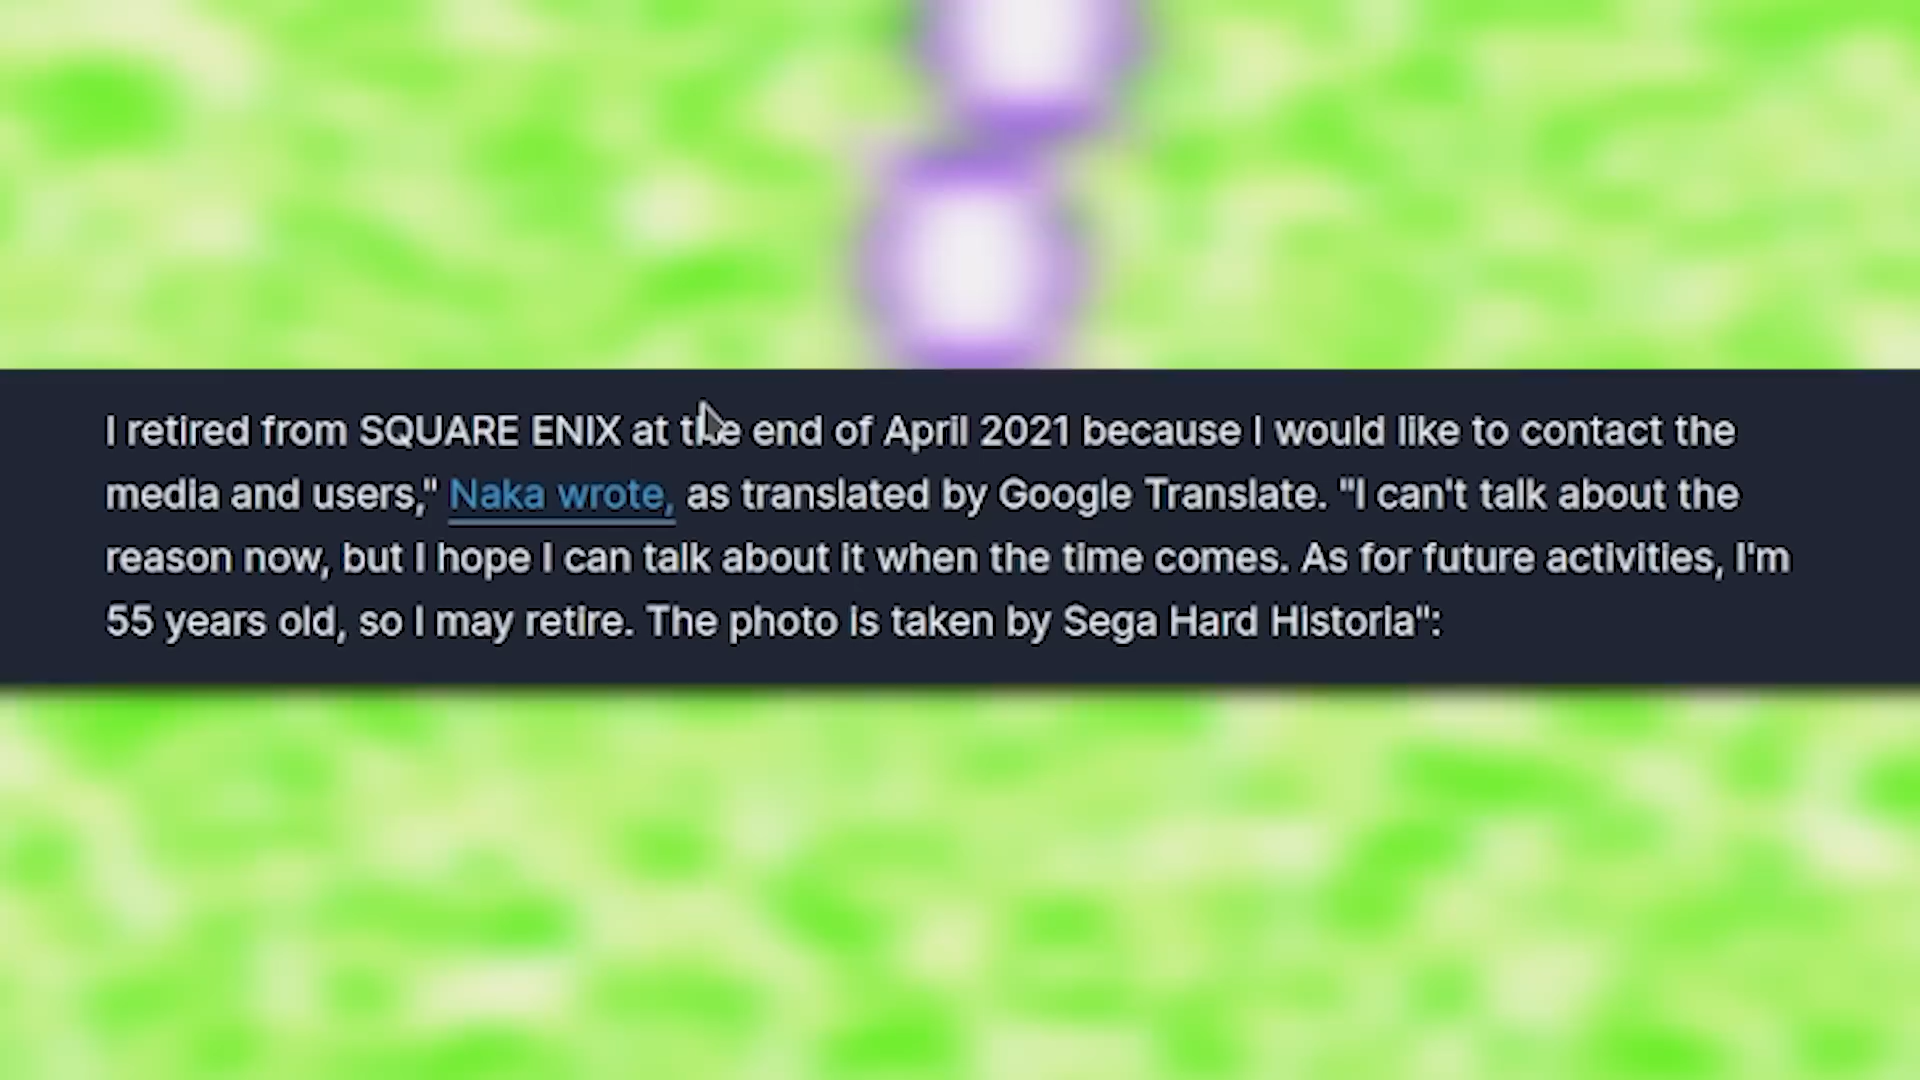 I retired from SQUARE ENIX at the end of April 2021 because I would like to contact the
media and users," Naka wrote, as translated by Google Translate. "I can't talk about the
reason now, but I hope I can talk about it when the time comes. As for future activities, I'm
55 years old, so I may retire. The photo is taken by Sega Hard Historia":